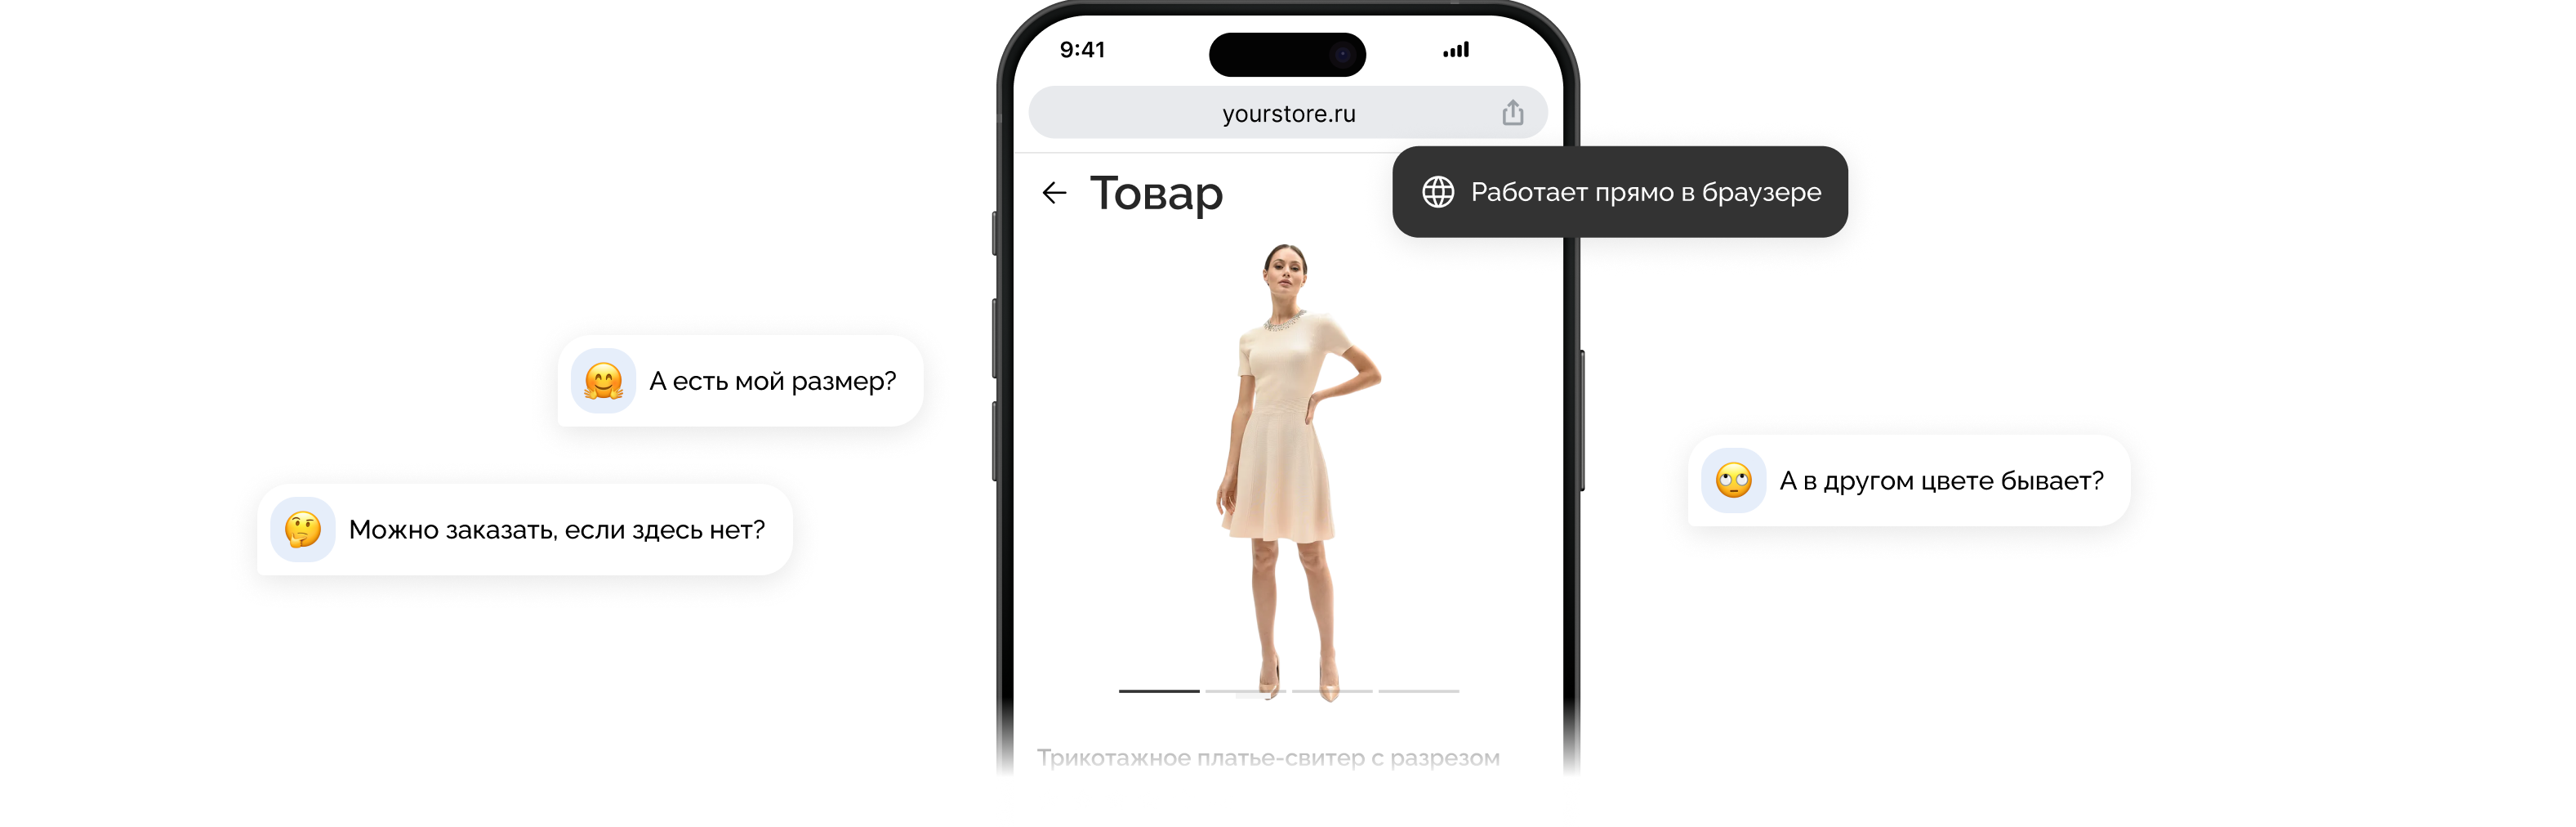 9:41
yourstore.ru
Товар
Работает прямо в браузере
А есть мой размер?
А в другом цвете бывает?
Можно заказать, если здесь нет?
Трикотажное платье-свитер с разрезом